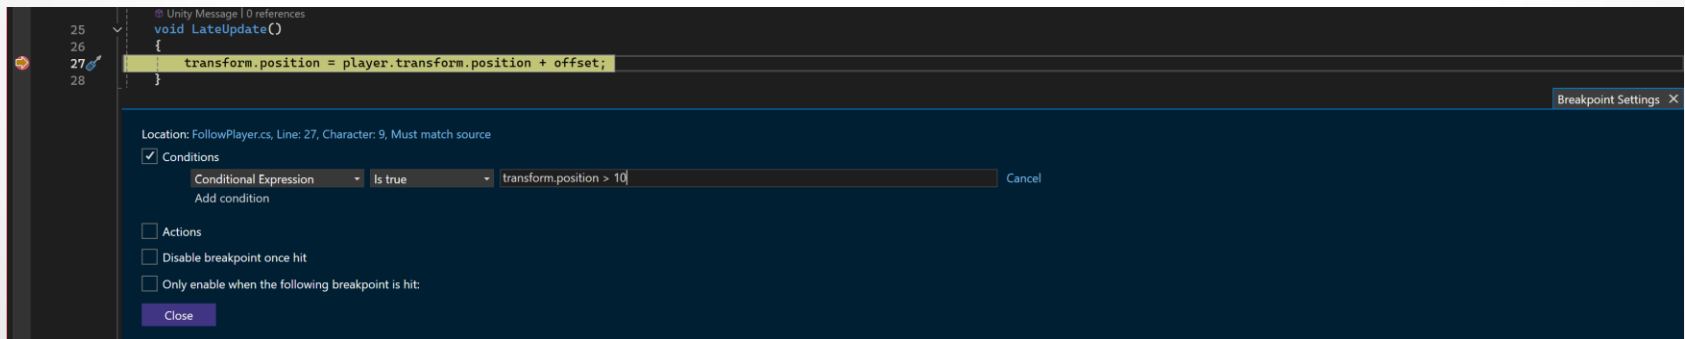 Unity Message | 0 references
25 void LateUpdate()
26 {
27 transform.position = player.transform.position + offset;
28 }
Breakpoint Settings
Location: FollowPlayer.cs, Line: 27, Character: 9, Must match source
Conditions
Conditional Expression Is true transform.position > 10 Cancel
Add condition
Actions
Disable breakpoint once hit
Only enable when the following breakpoint is hit:
Close